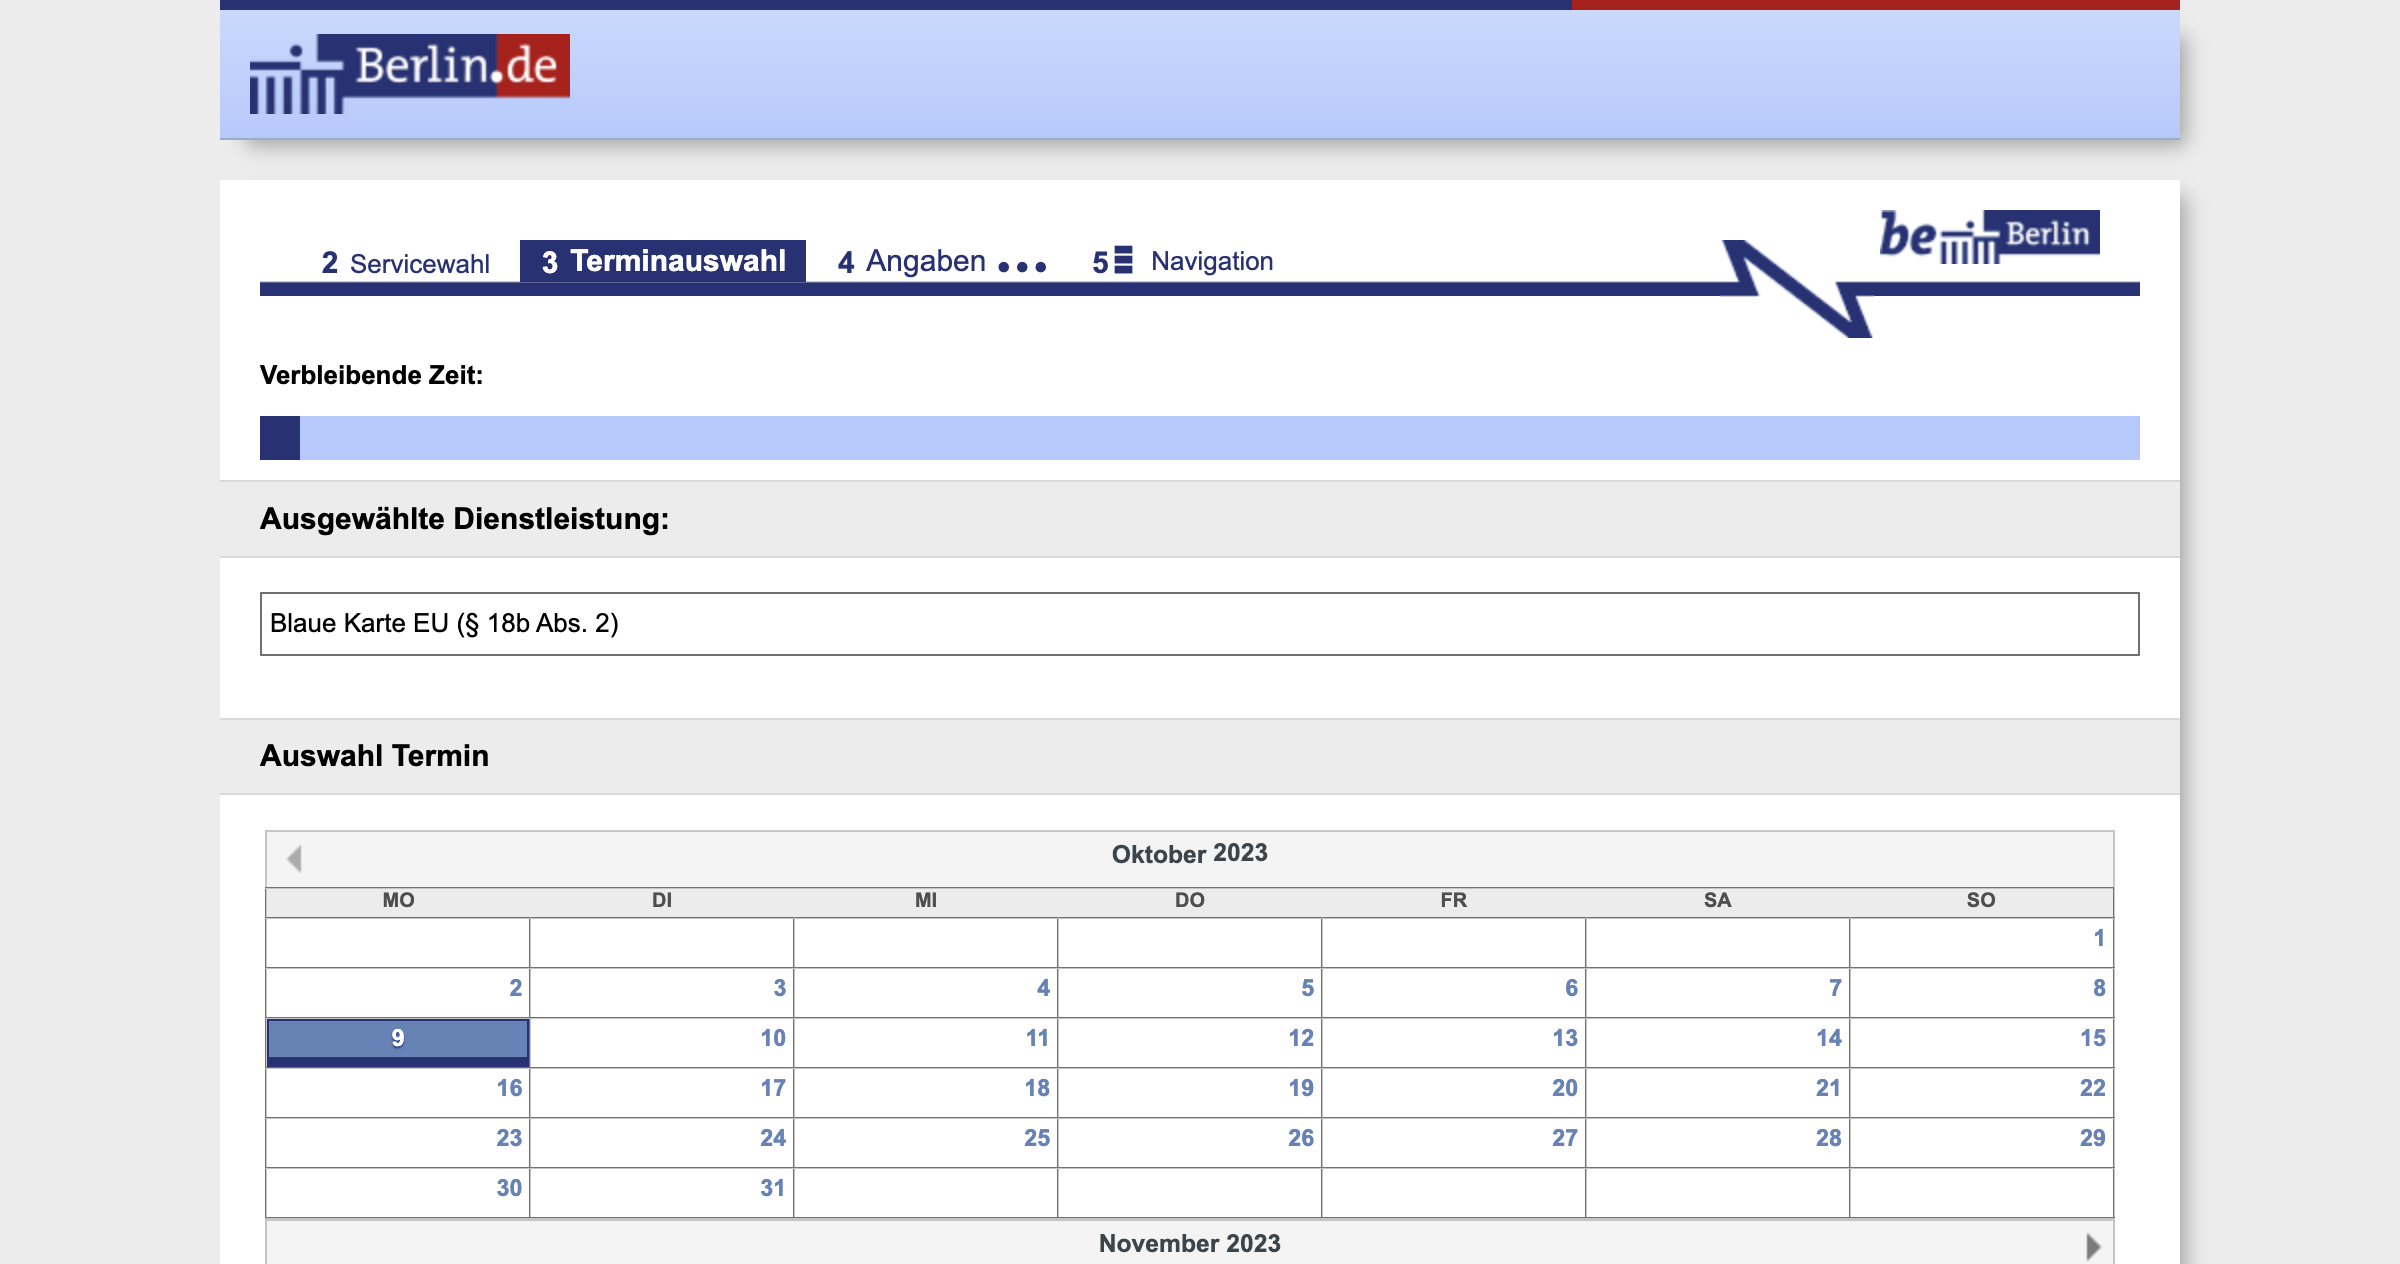 Berlin.de
be Berlin
2 Servicewahl 3 Terminauswahl 4 Angaben ●●● 5 Navigation
Verbleibende Zeit:
Ausgewählte Dienstleistung:
Blaue Karte EU (§ 18b Abs. 2)
Auswahl Termin
Oktober 2023
MO DI MI DO FR SA SO
1
2 3 4 5 6 7 8
9 10 11 12 13 14 15
16 17 18 19 20 21 22
23 24 25 26 27 28 29
30 31
November 2023